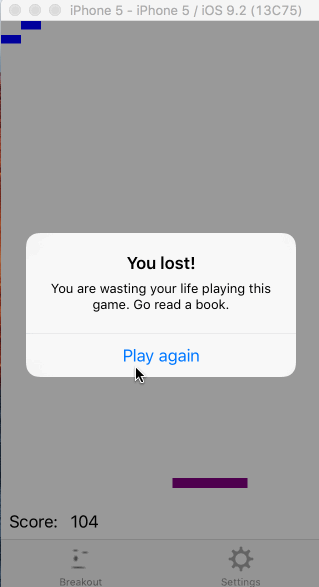 iPhone 5 - iPhone 5 / iOS 9.2 (13C75)
You lost!
You are wasting your life playing this
game. Go read a book.
Play again
Score: 104
Breakout
Settings